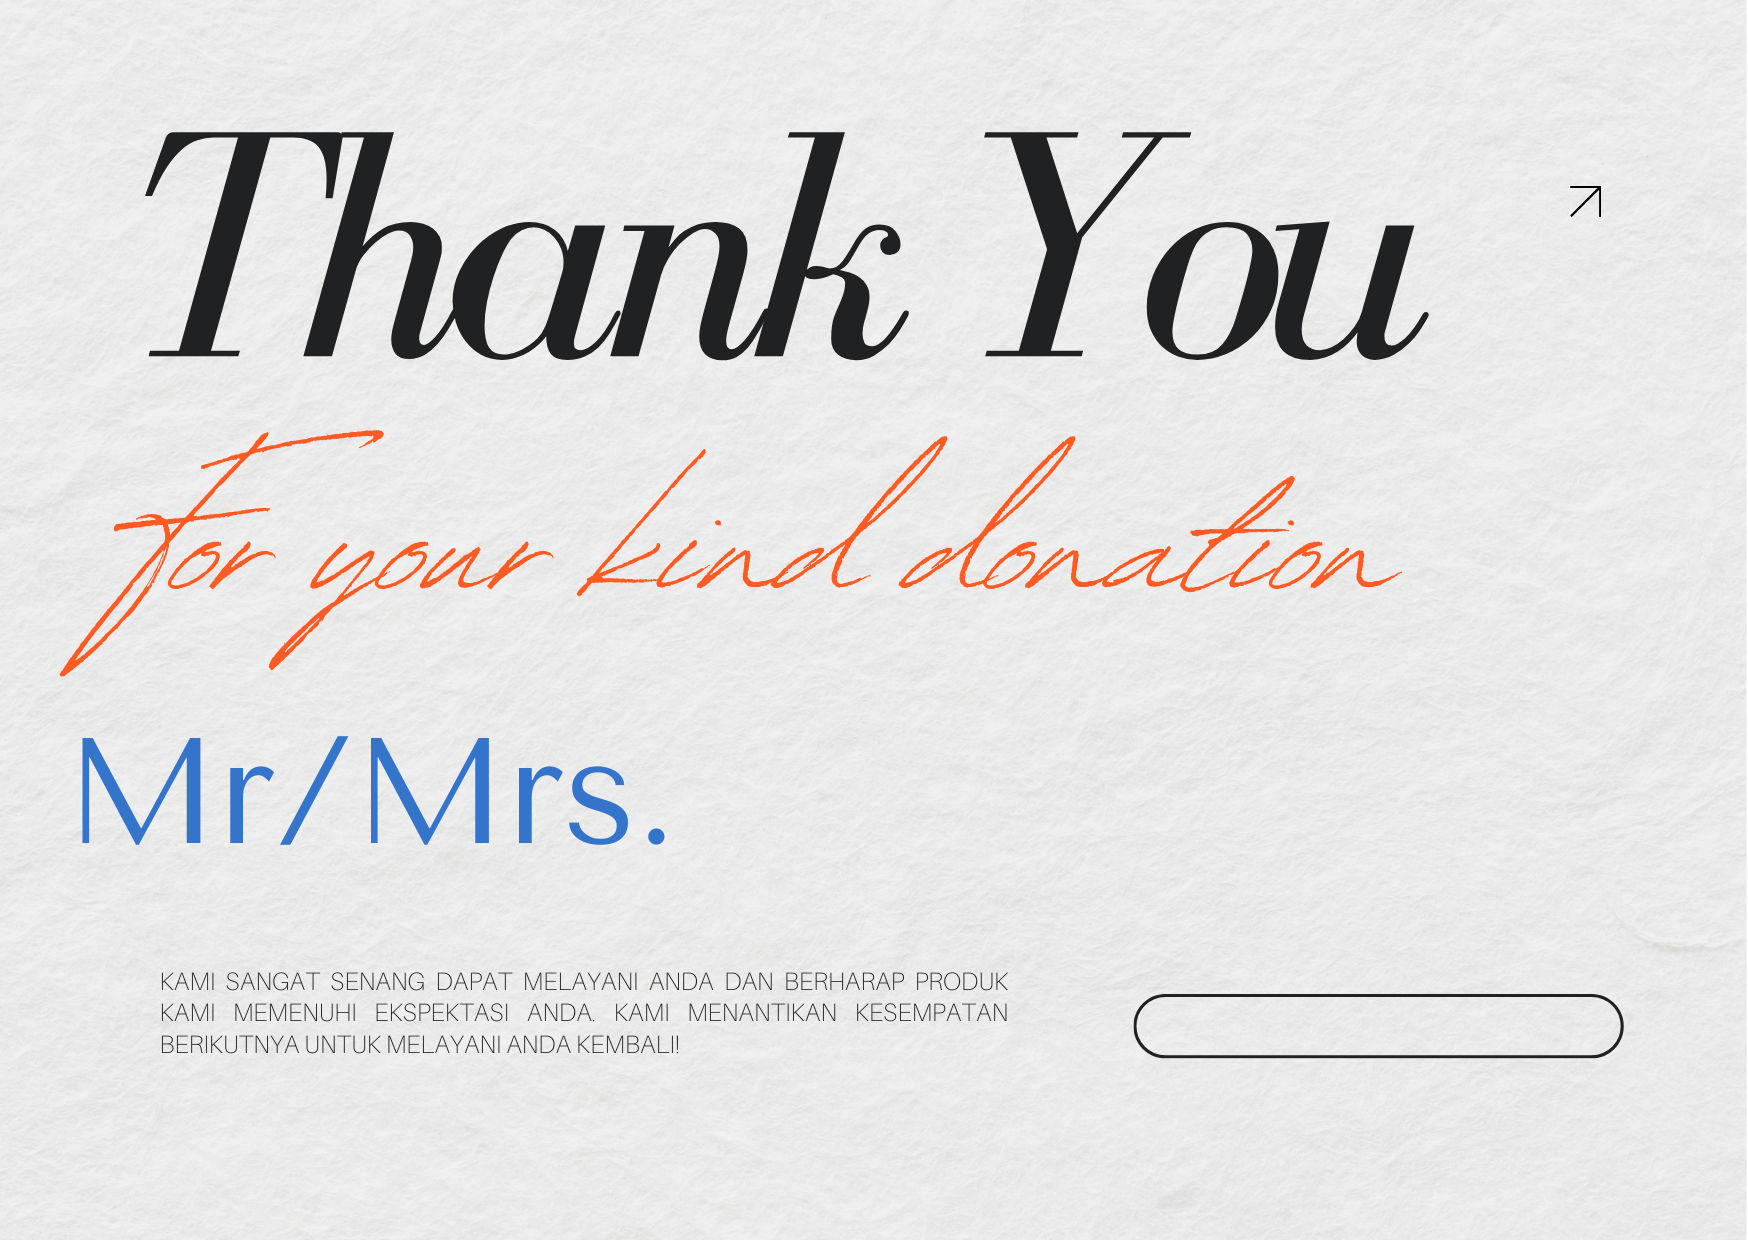 Thank You
For your kind donation
Mr/Mrs.
KAMI SANGAT SENANG DAPAT MELAYANI ANDA DAN BERHARAP PRODUK
KAMI MEMENUHI EKSPEKTASI ANDA. KAMI MENANTIKAN KESEMPATAN
BERIKUTNYA UNTUK MELAYANI ANDA KEMBALI!